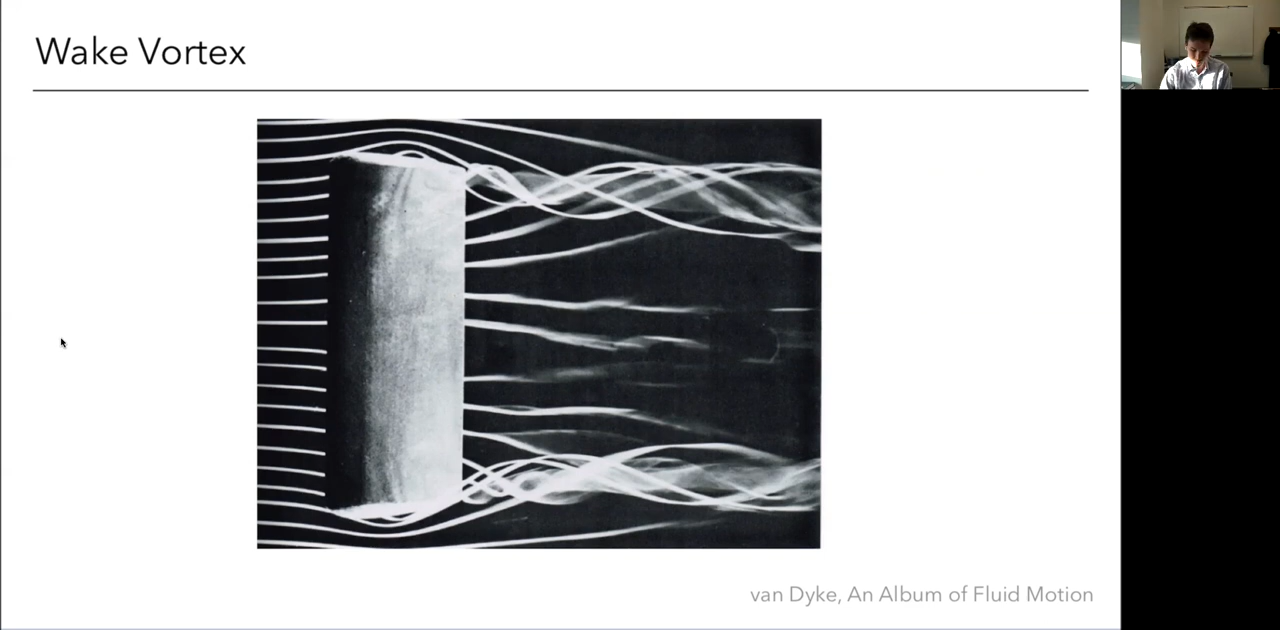 Wake Vortex
van Dyke, An Album of Fluid Motion